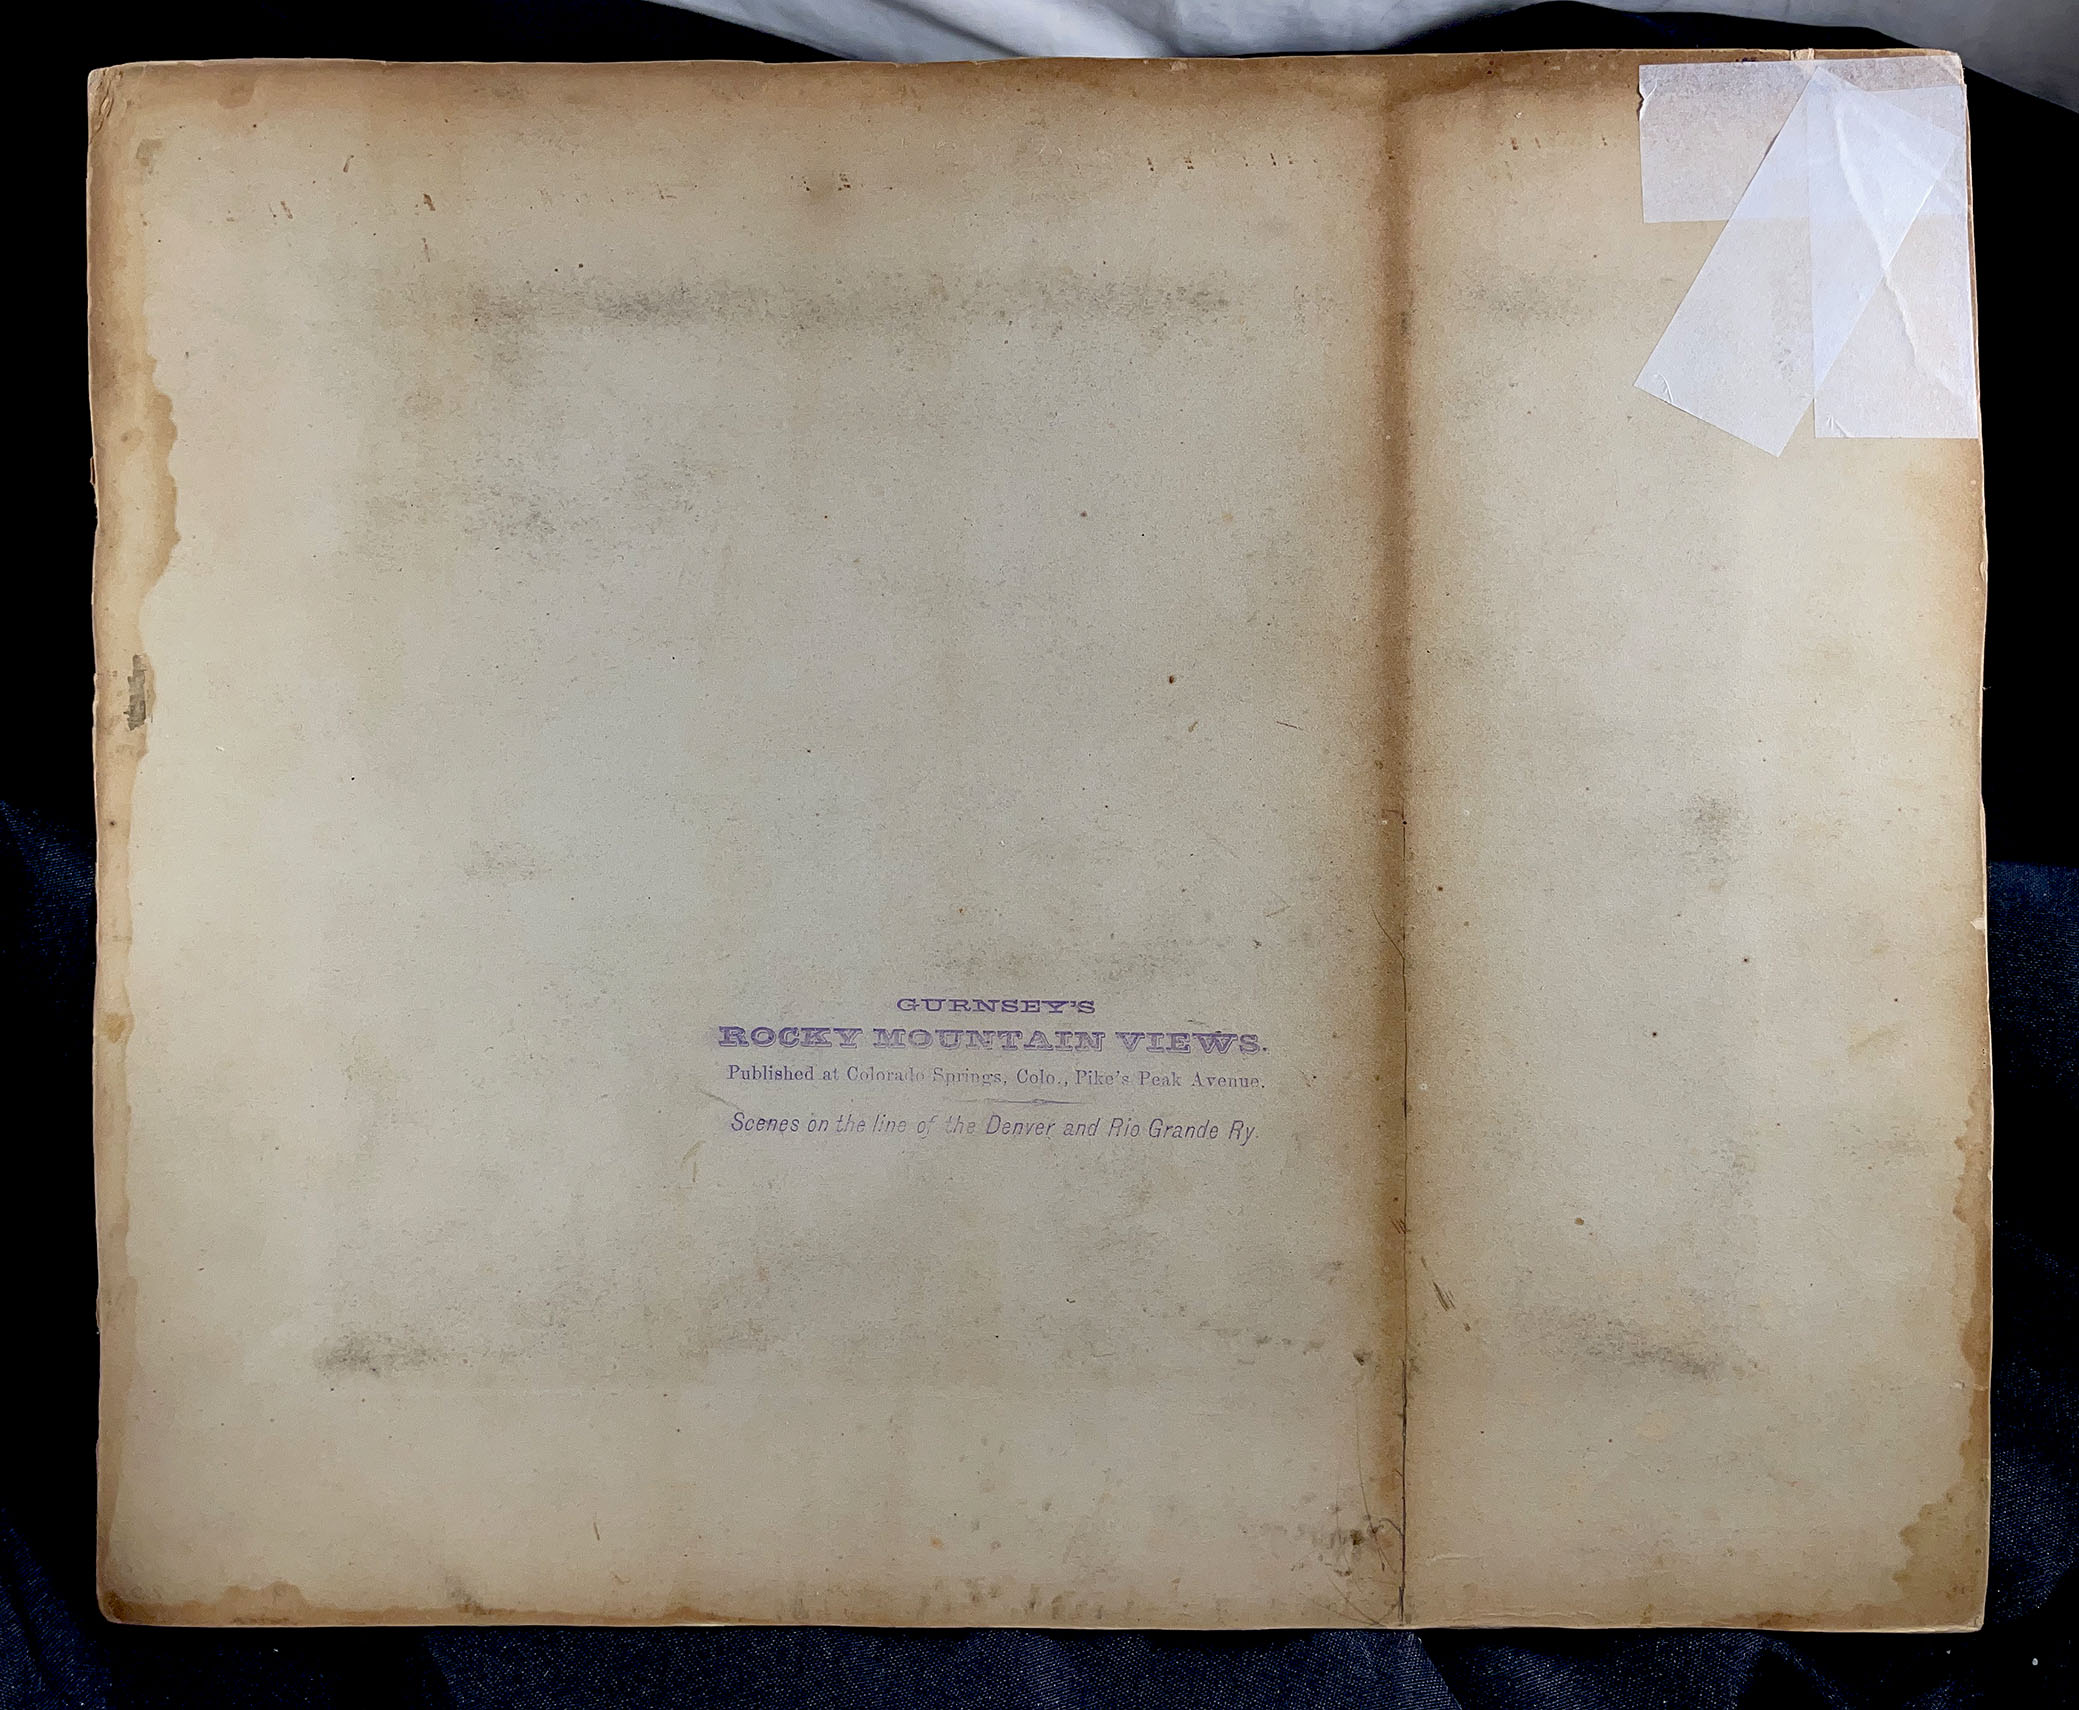 GURNSEY'S
ROCKY MOUNTAIN VIEWS.
Published at Colorado Springs, Colo., Pike's Peak Avenue.
Scenes on the line of the Denver and Rio Grande Ry.